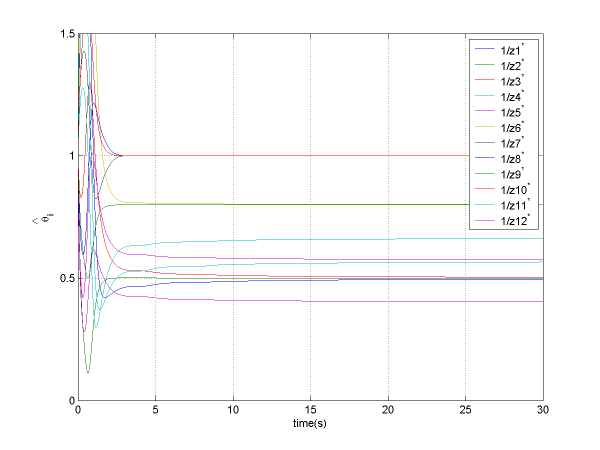 1.5
1
0.5
0
0
5
10
15
20
25
30
time(s)
θ̂i
1/z1*
1/z2*
1/z3*
1/z4*
1/z5*
1/z6*
1/z7*
1/z8*
1/z9*
1/z10*
1/z11*
1/z12*